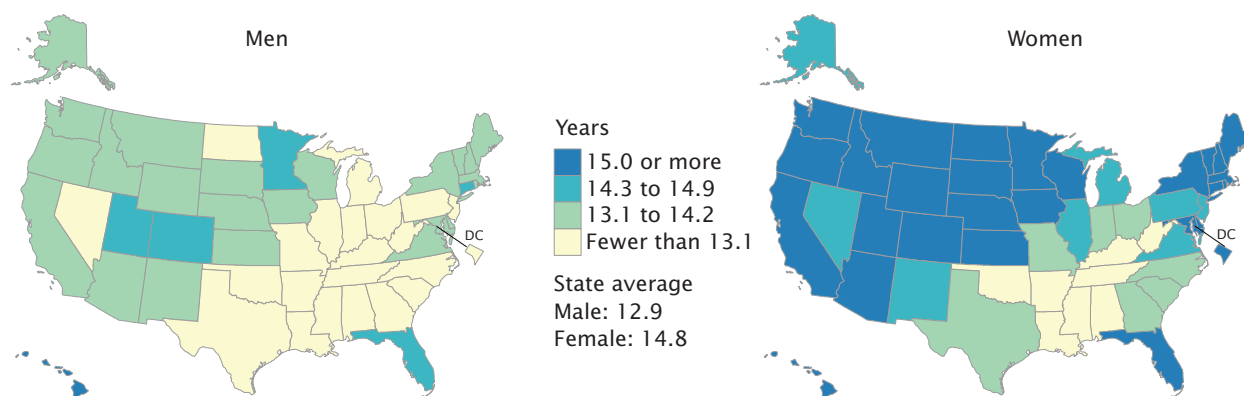 Men
Women
Years
15.0 or more
14.3 to 14.9
13.1 to 14.2
Fewer than 13.1
State average
Male: 12.9
Female: 14.8
DC
DC